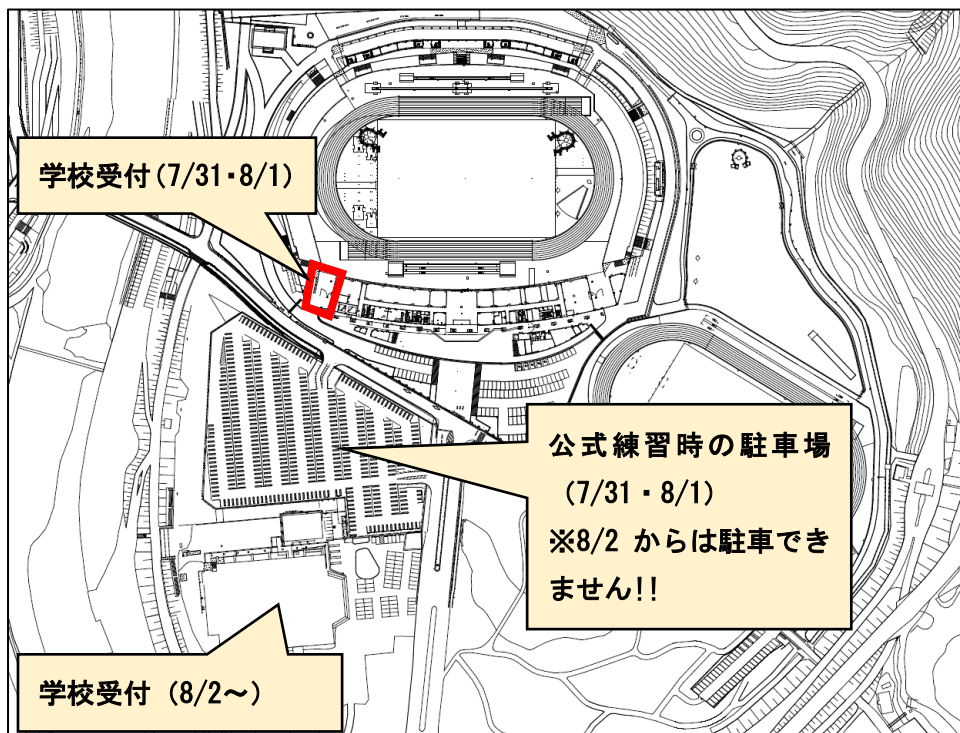 学校受付(7/31・8/1)
公式練習時の駐車場
(7/31・8/1)
※8/2 からは駐車でき
ません!!
学校受付 (8/2～)